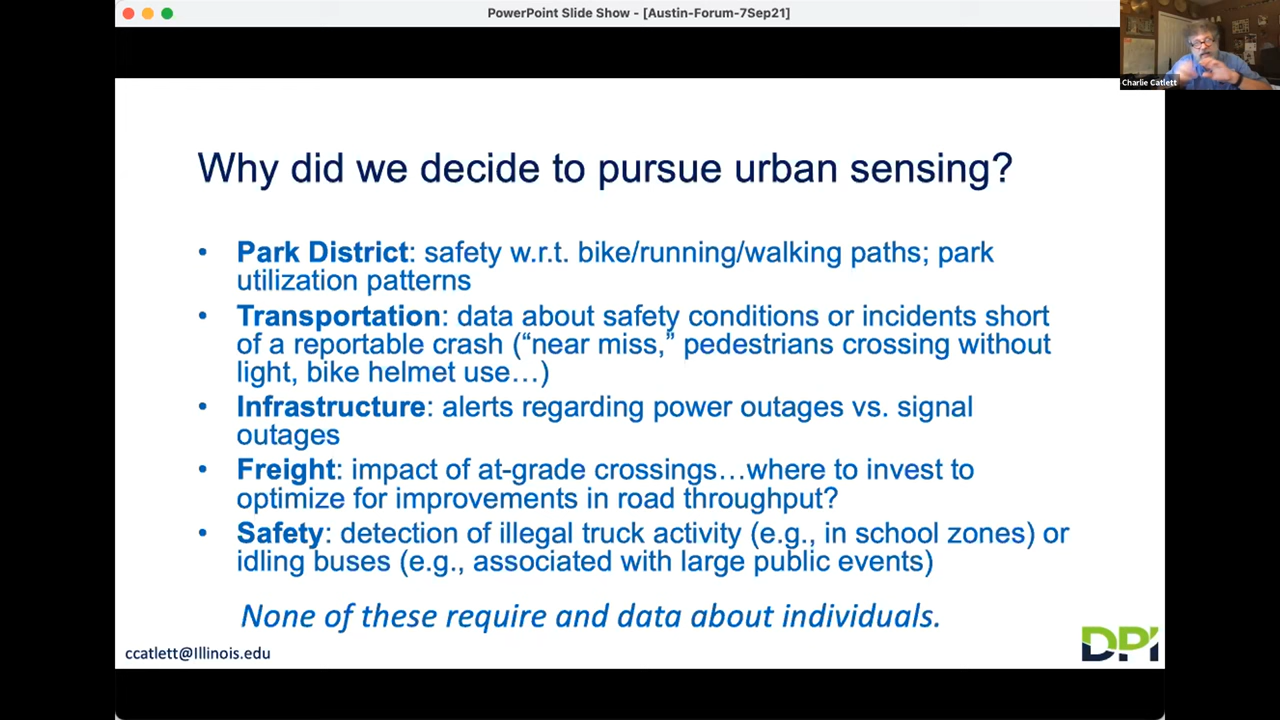 PowerPoint Slide Show - [Austin-Forum-7Sep21]
Charlie Catlett
Why did we decide to pursue urban sensing?
• Park District: safety w.r.t. bike/running/walking paths; park
utilization patterns
• Transportation: data about safety conditions or incidents short
of a reportable crash (“near miss,” pedestrians crossing without
light, bike helmet use…)
• Infrastructure: alerts regarding power outages vs. signal
outages
• Freight: impact of at-grade crossings…where to invest to
optimize for improvements in road throughput?
• Safety: detection of illegal truck activity (e.g., in school zones) or
idling buses (e.g., associated with large public events)
None of these require and data about individuals.
ccatlett@Illinois.edu
DPI